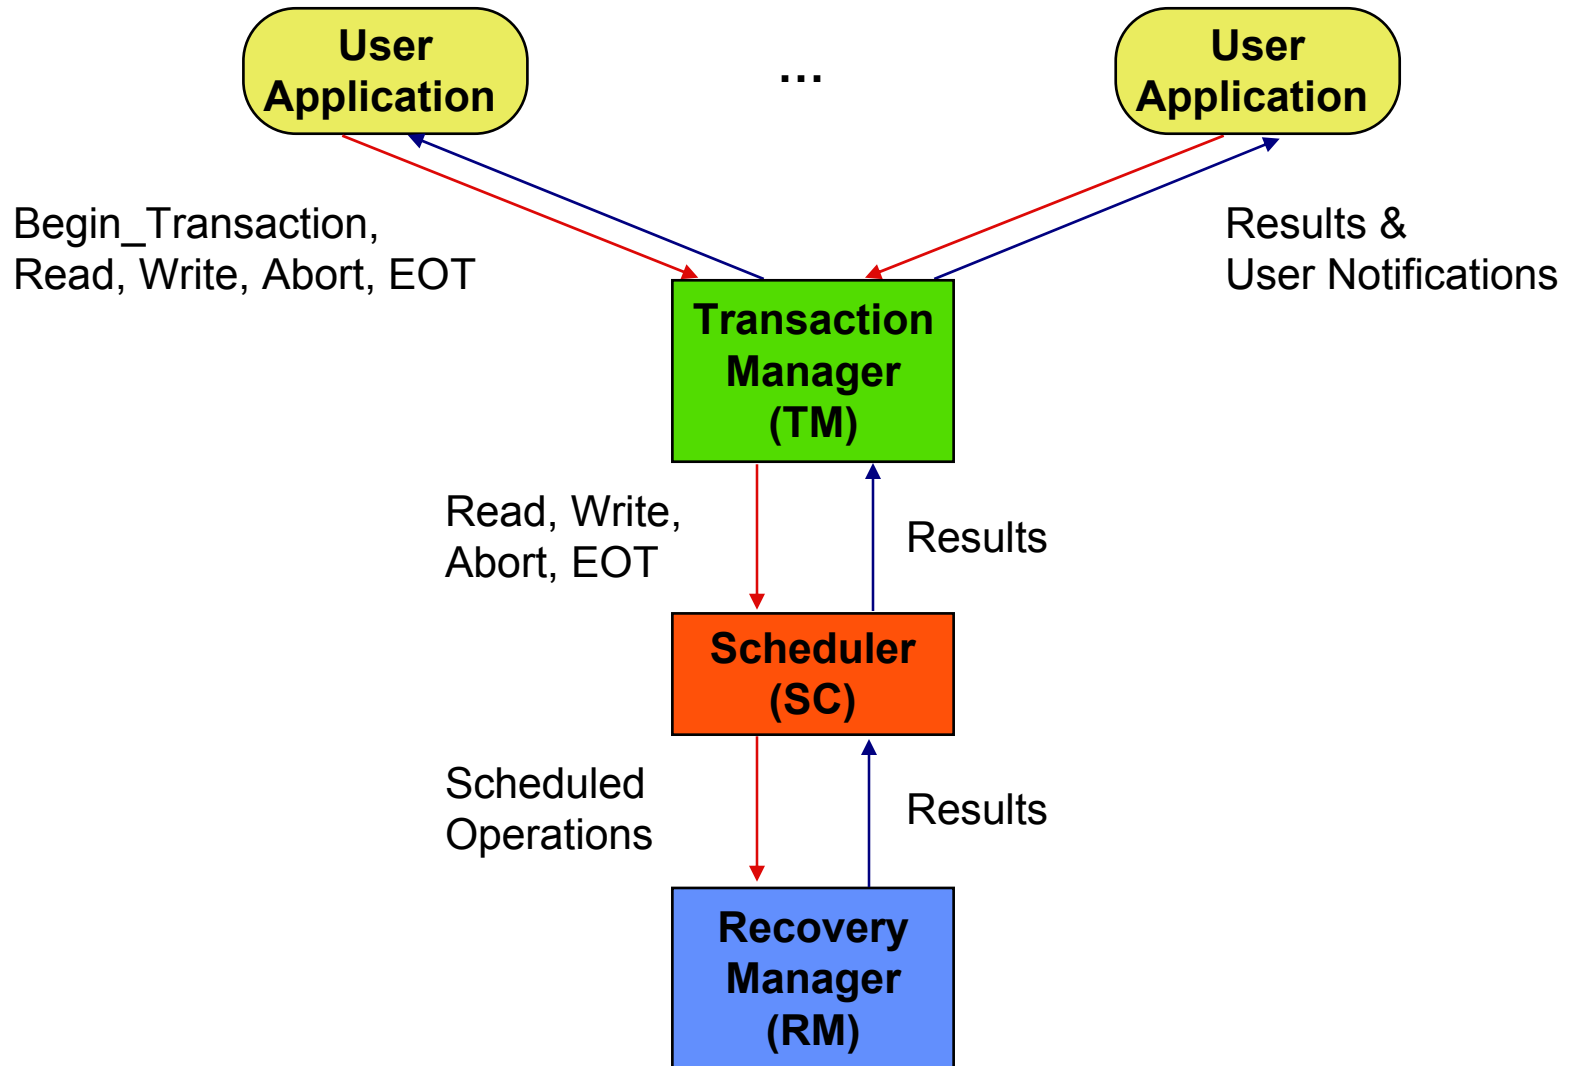 User
Application
...
User
Application
Begin_Transaction,
Read, Write, Abort, EOT
Results &
User Notifications
Transaction
Manager
(TM)
Read, Write,
Abort, EOT
Results
Scheduler
(SC)
Scheduled
Operations
Results
Recovery
Manager
(RM)